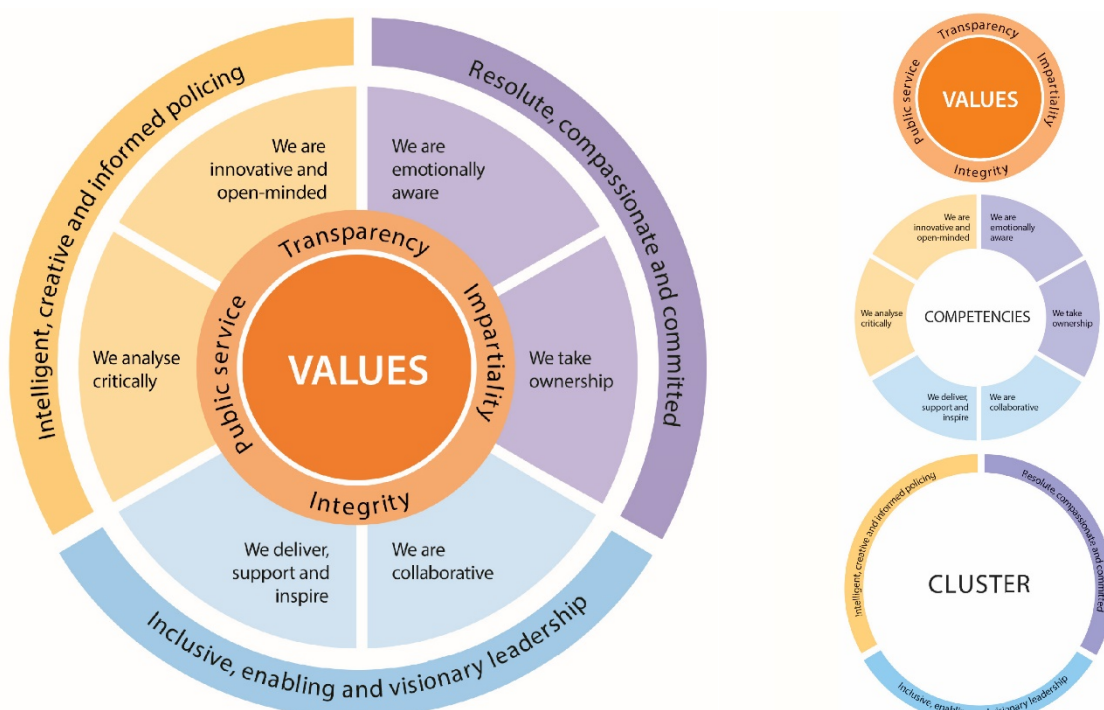 Intelligent, creative and informed policing
Resolute, compassionate and committed
Inclusive, enabling and visionary leadership
We are
innovative and
open-minded
We are
emotionally
aware
We analyse
critically
We take
ownership
We deliver,
support and
inspire
We are
collaborative
Transparency
Impartiality
Integrity
Public service
VALUES
Transparency
Impartiality
Integrity
Public service
VALUES
We are
innovative and
open-minded
We are
emotionally
aware
We analyse
critically
COMPETENCIES
We take
ownership
We deliver,
support and
inspire
We are
collaborative
Intelligent, creative and informed policing
Resolute, compassionate and committed
CLUSTER
Inclusive, enabling visionary leadership